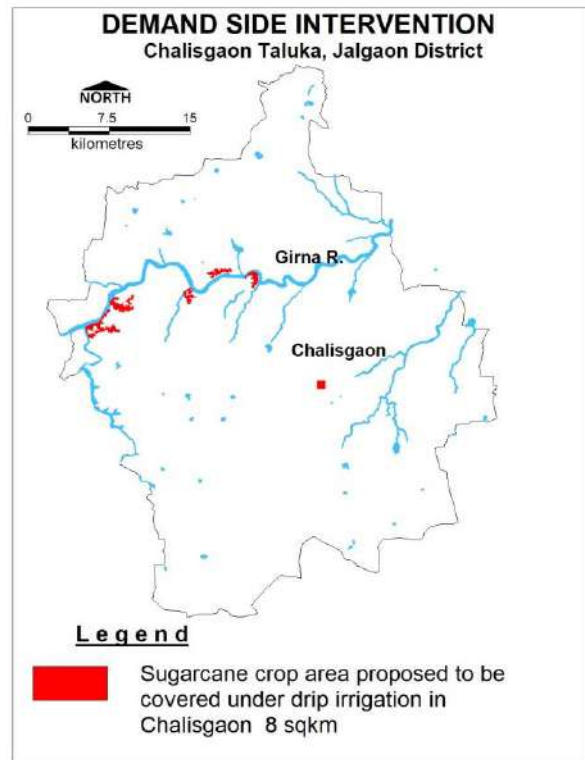 DEMAND SIDE INTERVENTION
Chalisgaon Taluka, Jalgaon District
NORTH
0 7.5 15
kilometres
Girna R.
Chalisgaon
Legend
Sugarcane crop area proposed to be
covered under drip irrigation in
Chalisgaon 8 sqkm